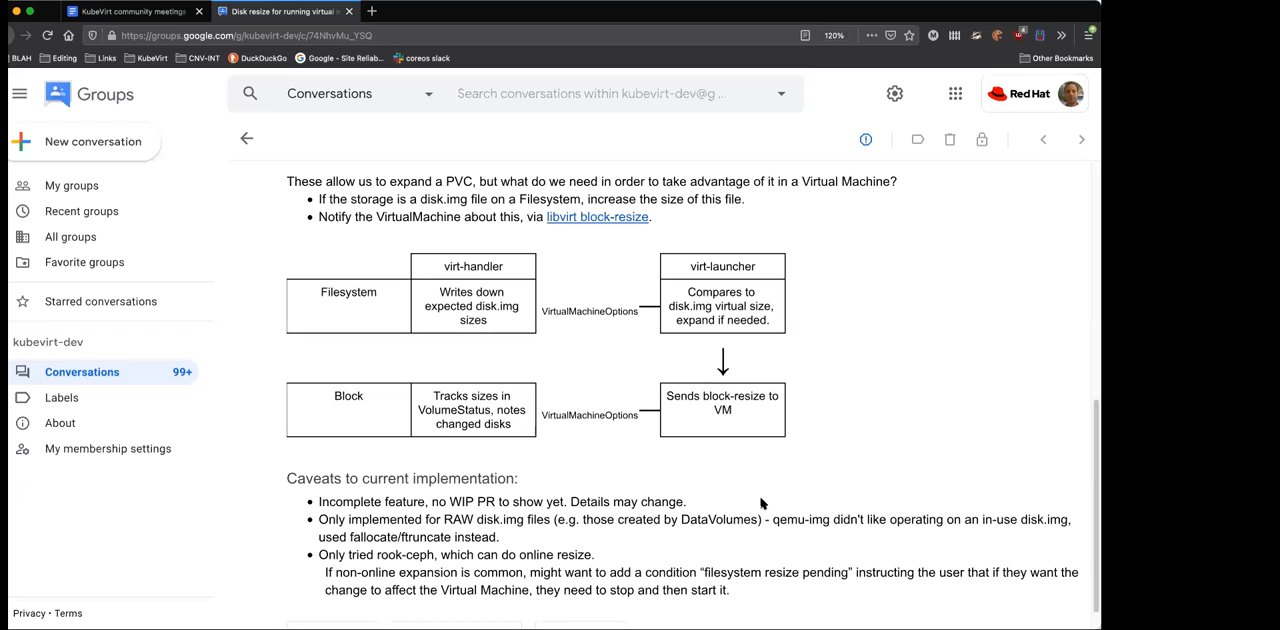 KubeVirt community meetings
Disk resize for running virtual
https://groups.google.com/g/kubevirt-dev/c/74NhvMu_YSQ
120%
4
BLAH Editing Links KubeVirt CNV-INT DuckDuckGo Google - Site Reliab... coreos slack
Other Bookmarks
Groups
Conversations
Search conversations within kubevirt-dev@g ...
Red Hat
New conversation
My groups
Recent groups
All groups
Favorite groups
Starred conversations
kubevirt-dev
Conversations 99+
Labels
About
My membership settings
Privacy • Terms
These allow us to expand a PVC, but what do we need in order to take advantage of it in a Virtual Machine?
• If the storage is a disk.img file on a Filesystem, increase the size of this file.
• Notify the VirtualMachine about this, via libvirt block-resize.
virt-handler
virt-launcher
Filesystem
Writes down
expected disk.img
sizes
VirtualMachineOptions
Compares to
disk.img virtual size,
expand if needed.
Block
Tracks sizes in
VolumeStatus, notes
changed disks
VirtualMachineOptions
Sends block-resize to
VM
Caveats to current implementation:
• Incomplete feature, no WIP PR to show yet. Details may change.
• Only implemented for RAW disk.img files (e.g. those created by DataVolumes) - qemu-img didn't like operating on an in-use disk.img,
used fallocate/ftruncate instead.
• Only tried rook-ceph, which can do online resize.
If non-online expansion is common, might want to add a condition “filesystem resize pending” instructing the user that if they want the
change to affect the Virtual Machine, they need to stop and then start it.